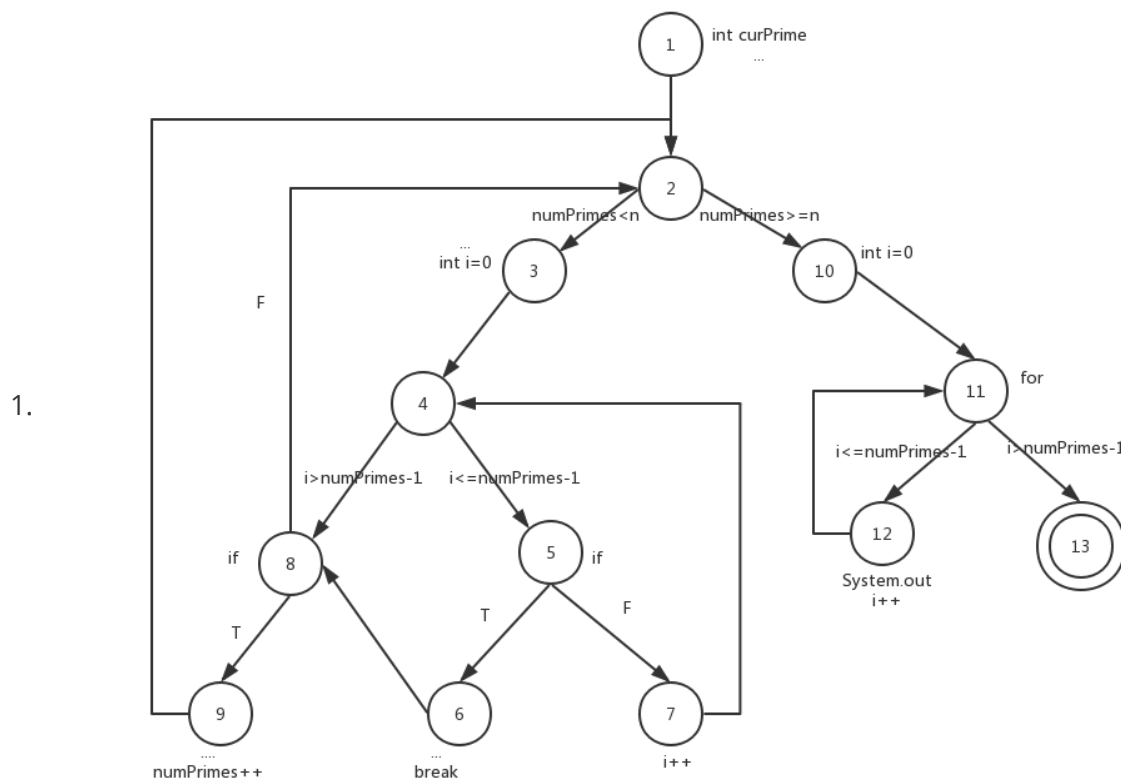 1
int curPrime
...
2
numPrimes<n
numPrimes>=n
...
int i=0
3
10
int i=0
F
1.
4
11
for
i>numPrimes-1
i<=numPrimes-1
i<=numPrimes-1
i>numPrimes-1
if
8
5
if
12
13
System.out
i++
T
T
F
9
6
7
....
numPrimes++
...
break
i++